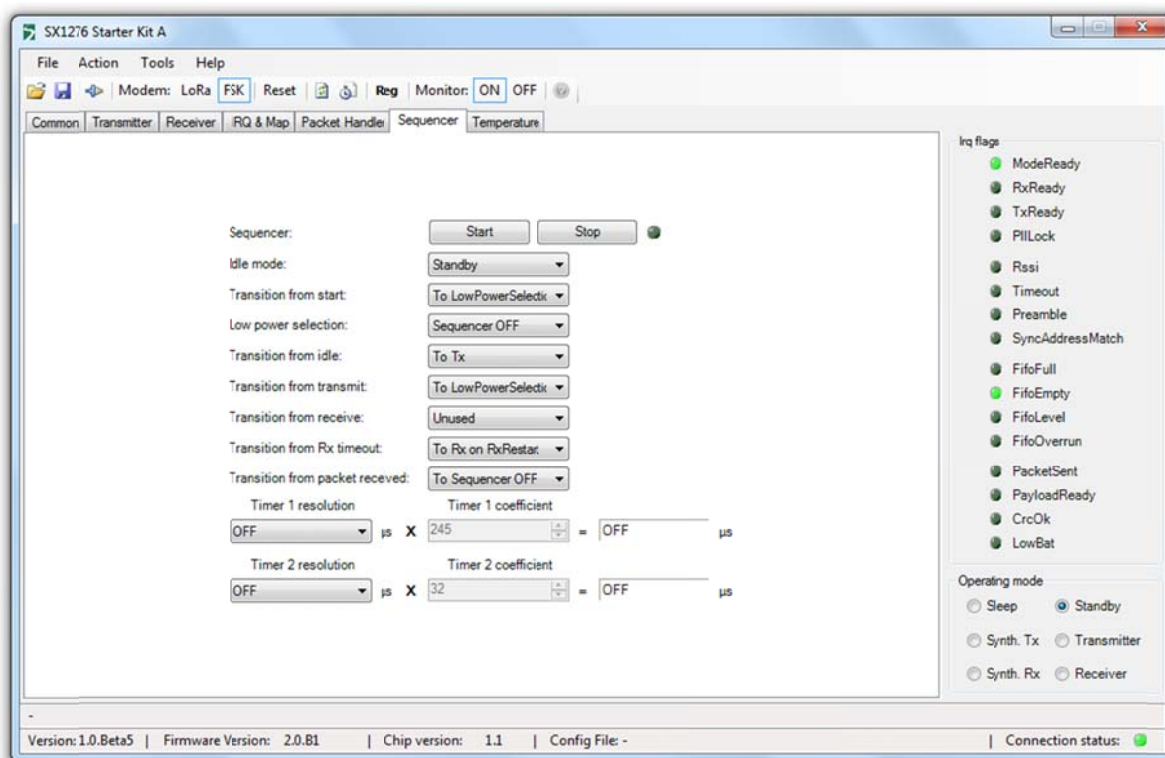 SX1276 Starter Kit A
File Action Tools Help
Modem: LoRa FSK Reset Reg Monitor: ON OFF
Common Transmitter Receiver IRQ & Map Packet Handler Sequencer Temperature
Sequencer: Start Stop
Idle mode: Standby
Transition from start: To LowPowerSelectic
Low power selection: Sequencer OFF
Transition from idle: To Tx
Transition from transmit: To LowPowerSelectic
Transition from receive: Unused
Transition from Rx timeout: To Rx on RxRestar.
Transition from packet receved: To Sequencer OFF
Timer 1 resolution Timer 1 coefficient
OFF µs X 245 = OFF µs
Timer 2 resolution Timer 2 coefficient
OFF µs X 32 = OFF µs
Irq flags
ModeReady
RxReady
TxReady
PllLock
Rssi
Timeout
Preamble
SyncAddressMatch
FifoFull
FifoEmpty
FifoLevel
FifoOverrun
PacketSent
PayloadReady
CrcOk
LowBat
Operating mode
Sleep Standby
Synth. Tx Transmitter
Synth. Rx Receiver
-
Version: 1.0.Beta5 | Firmware Version: 2.0.B1 | Chip version: 1.1 | Config File: - | Connection status: